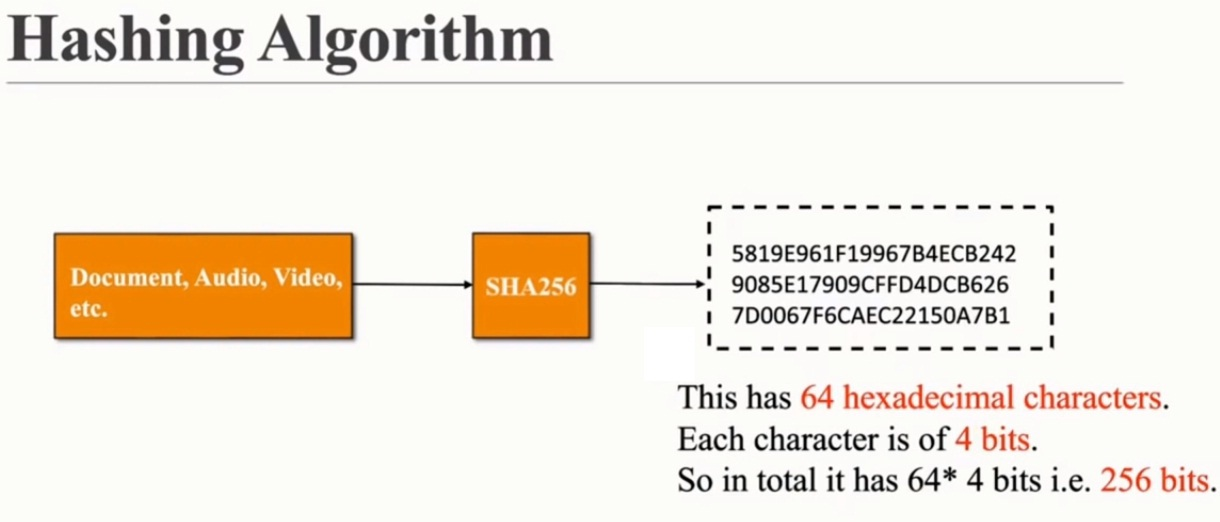 Hashing Algorithm
Document, Audio, Video,
etc.
SHA256
5819E961F19967B4ECB242
9085E17909CFFD4DCB626
7D0067F6CAEC22150A7B1
This has 64 hexadecimal characters.
Each character is of 4 bits.
So in total it has 64* 4 bits i.e. 256 bits.